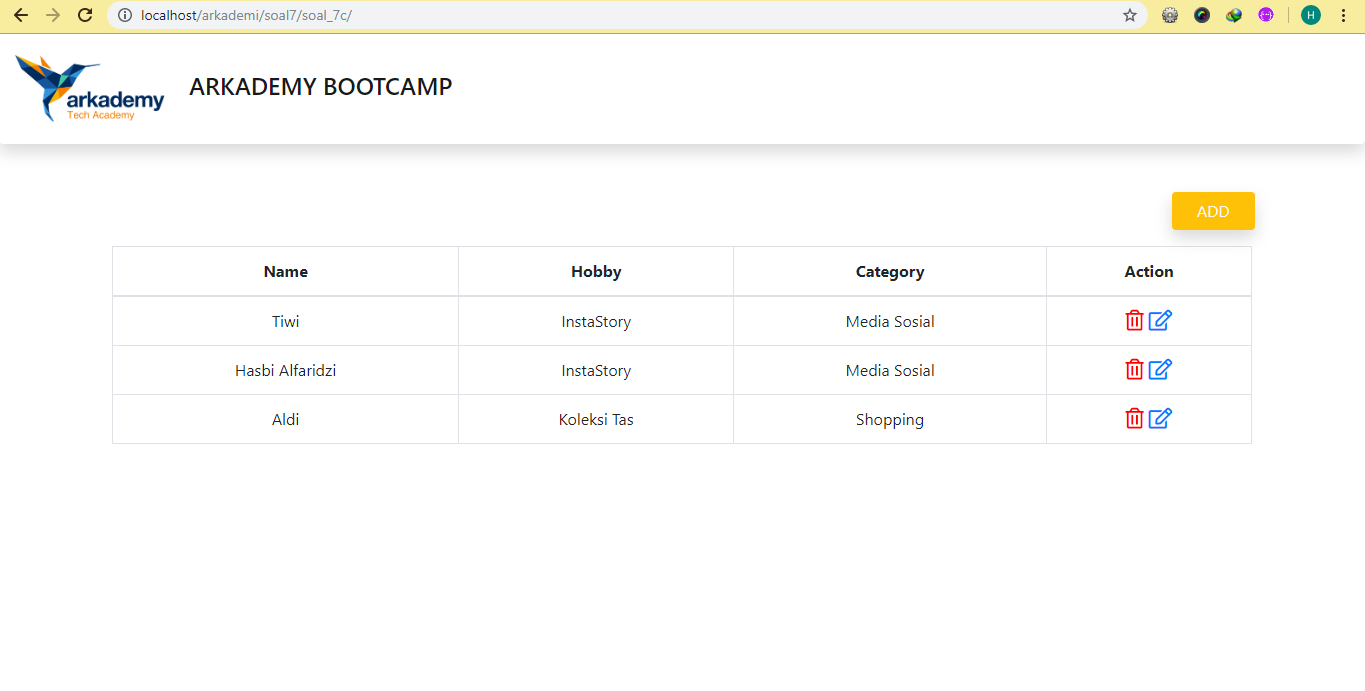 localhost/arkademi/soal7/soal_7c/
H
arkademy
Tech Academy
ARKADEMY BOOTCAMP
ADD
Name Hobby Category Action
Tiwi InstaStory Media Sosial
Hasbi Alfaridzi InstaStory Media Sosial
Aldi Koleksi Tas Shopping